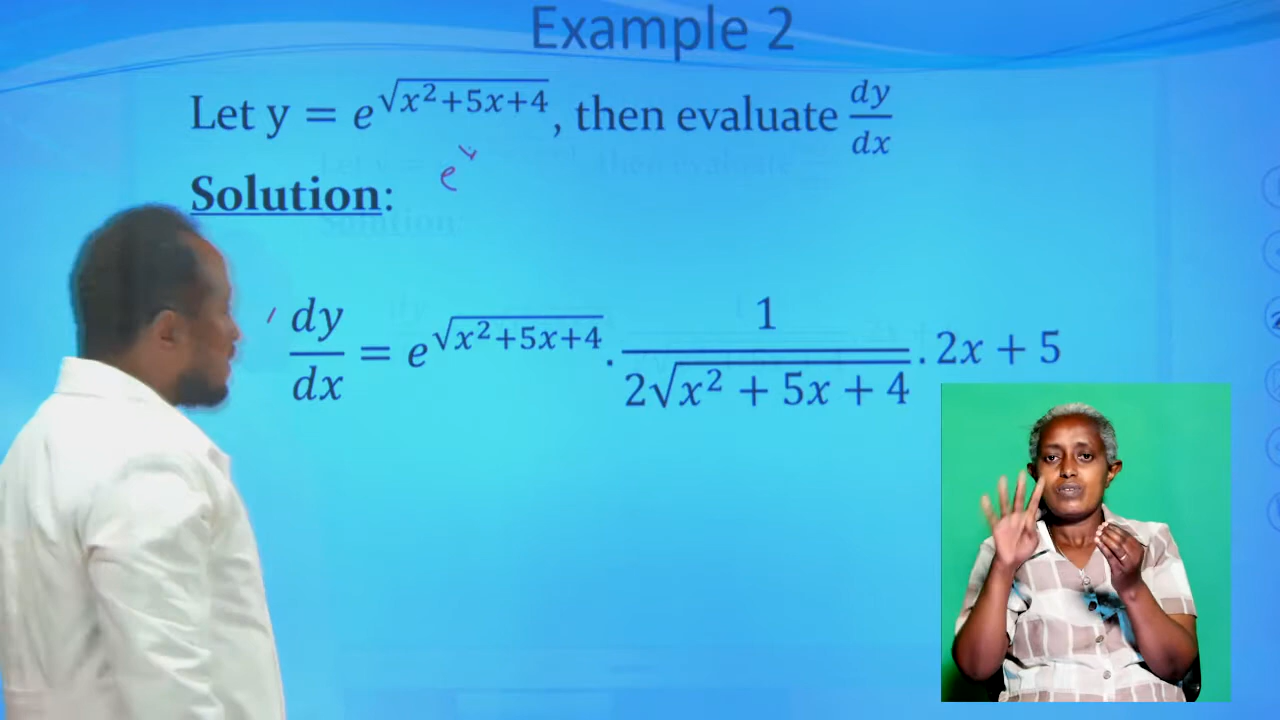 Example 2
Let y = e^{√(x²+5x+4)}, then evaluate dy/dx
Solution:
e^x
dy/dx = e^{√(x²+5x+4)} . 1/(2√(x² + 5x + 4)) . 2x + 5